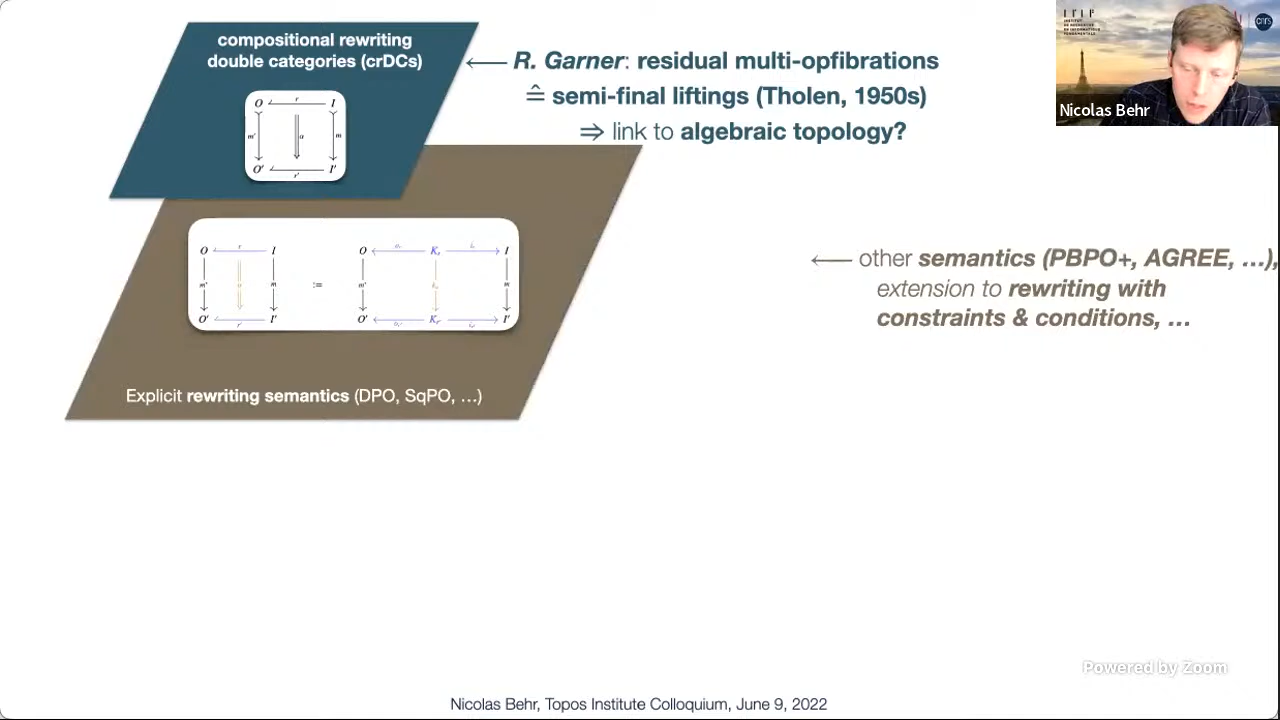 compositional rewriting
double categories (crDCs)
O r I
m' α m
O' r' I'
← R. Garner: residual multi-opfibrations
≙ semi-final liftings (Tholen, 1950s)
⇒ link to algebraic topology?
Nicolas Behr
O r I O K_r I
m' m := m' m
O' r' I' O' K_r' I'
← other semantics (PBPO+, AGREE, …),
extension to rewriting with
constraints & conditions, …
Explicit rewriting semantics (DPO, SqPO, …)
Powered by Zoom
Nicolas Behr, Topos Institute Colloquium, June 9, 2022